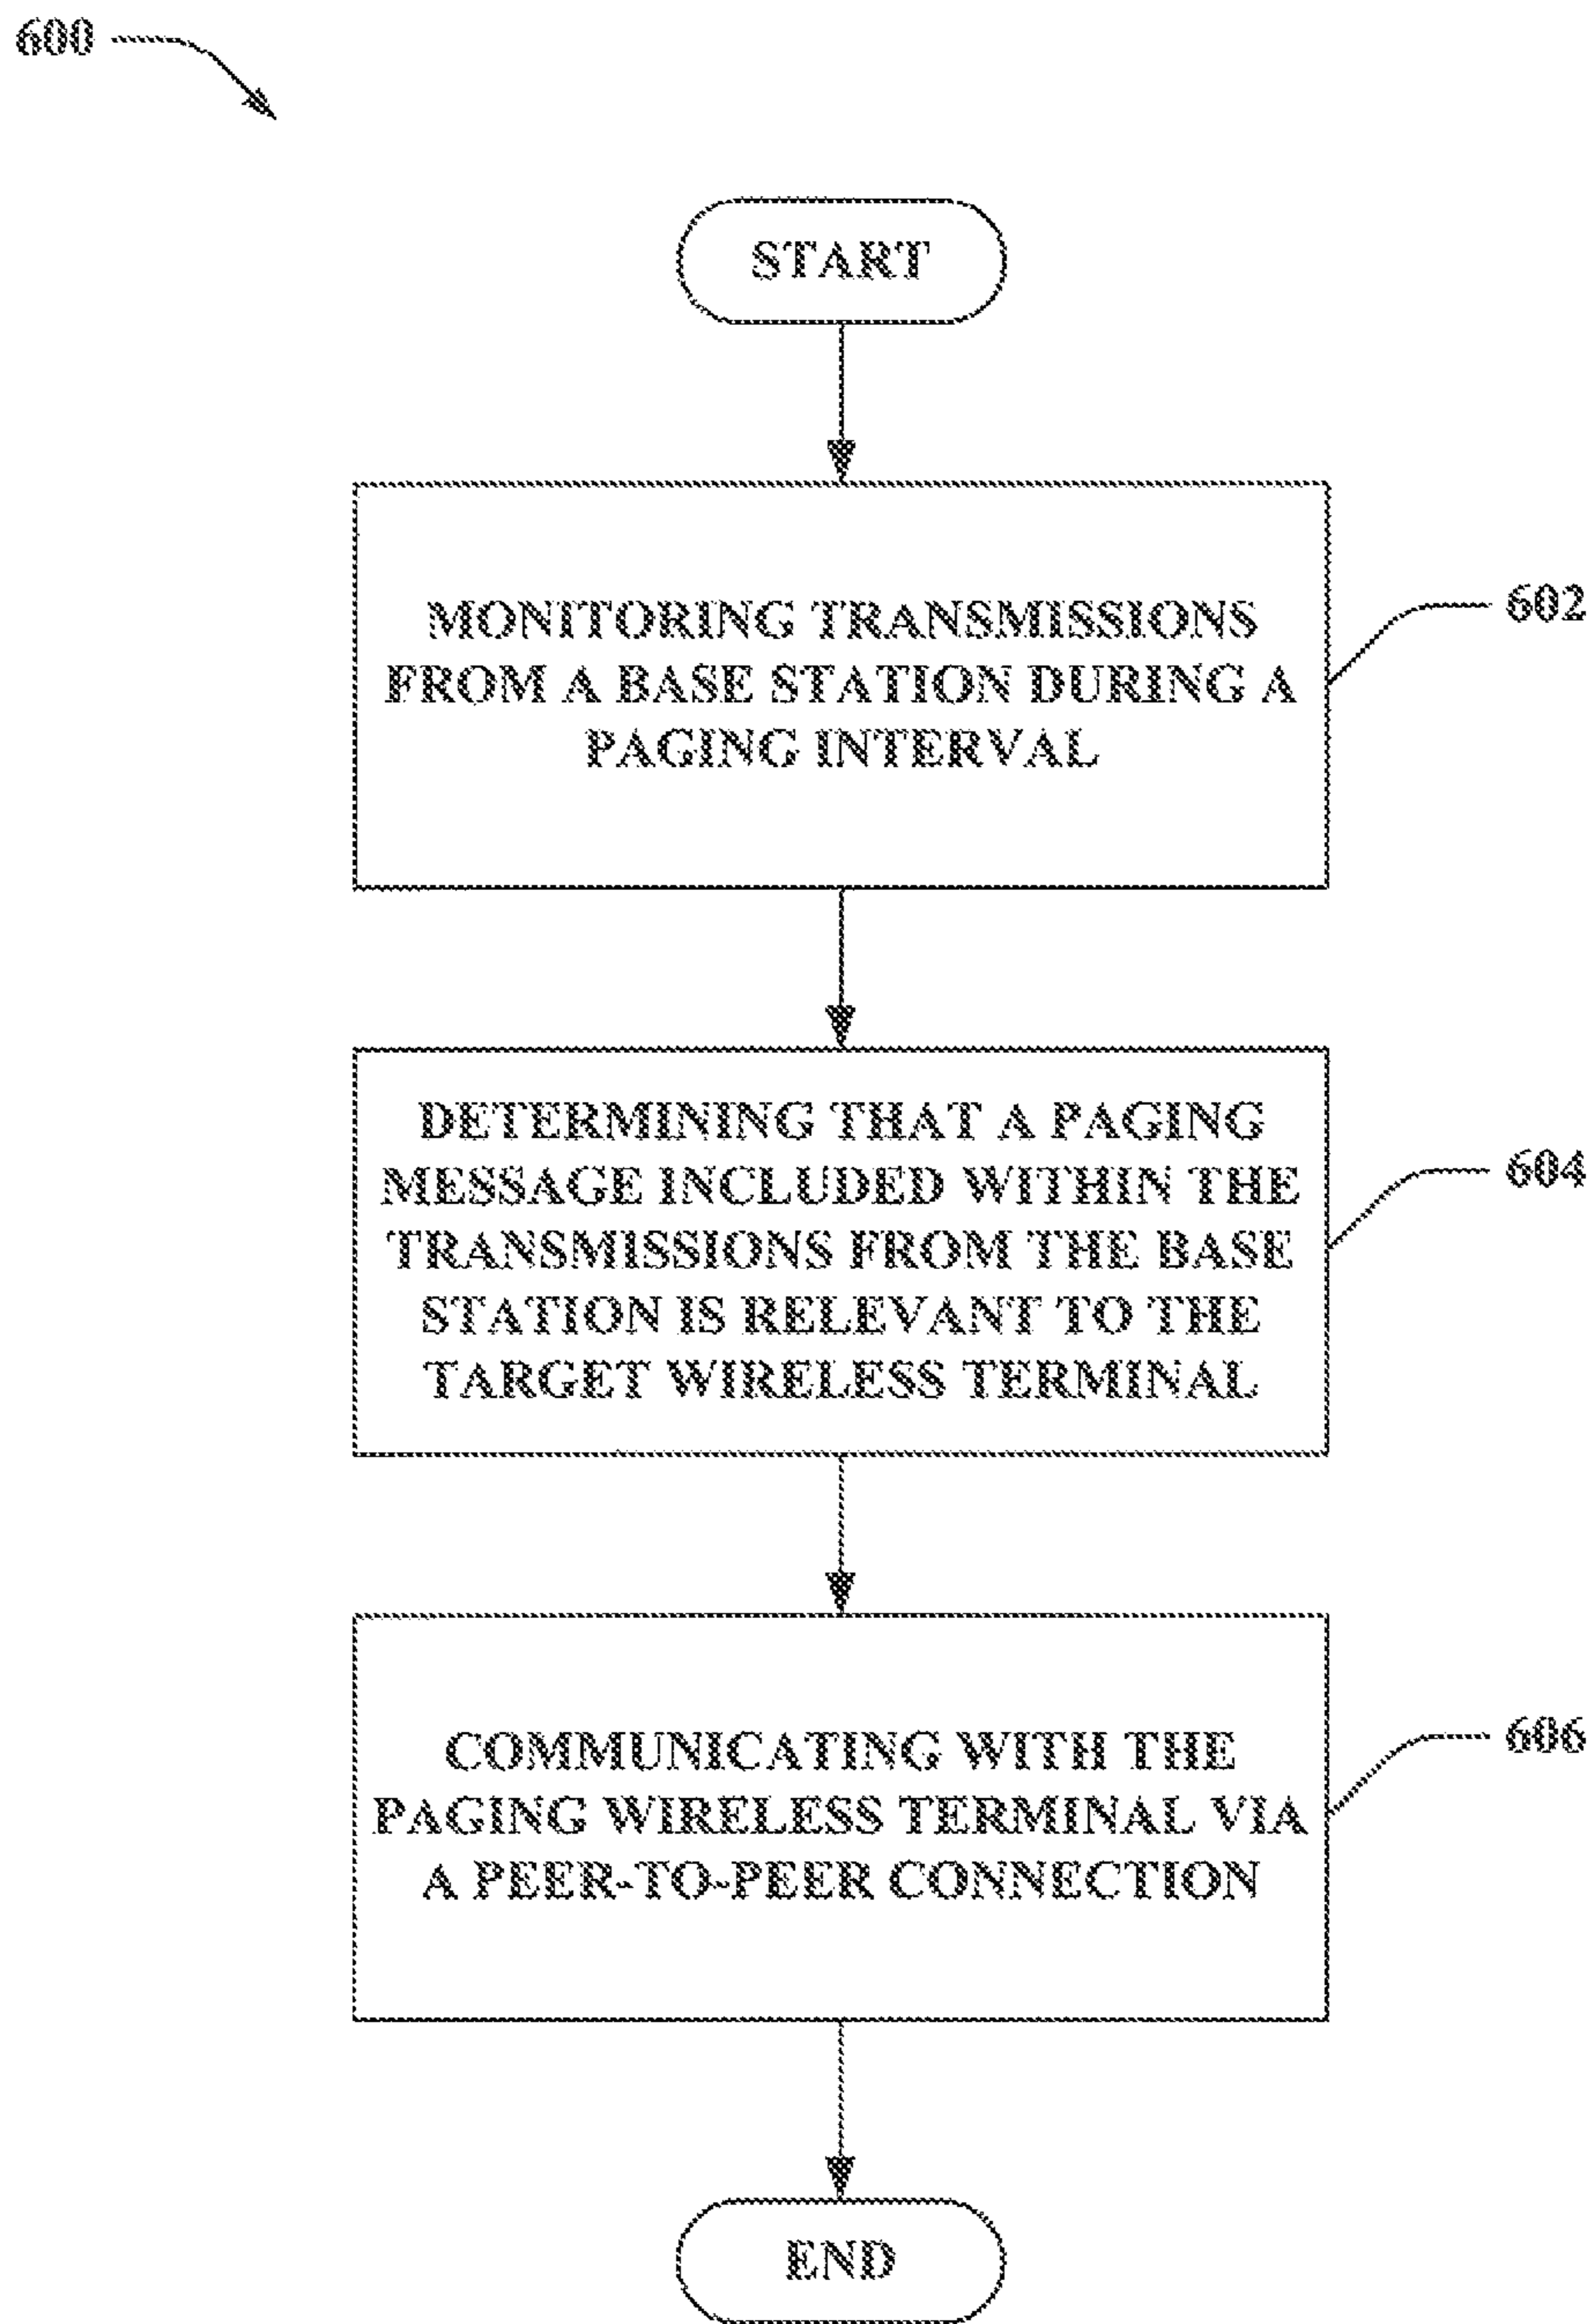 600
START
MONITORING TRANSMISSIONS
FROM A BASE STATION DURING A
PAGING INTERVAL
602
DETERMINING THAT A PAGING
MESSAGE INCLUDED WITHIN THE
TRANSMISSIONS FROM THE BASE
STATION IS RELEVANT TO THE
TARGET WIRELESS TERMINAL
604
COMMUNICATING WITH THE
PAGING WIRELESS TERMINAL VIA
A PEER-TO-PEER CONNECTION
606
END